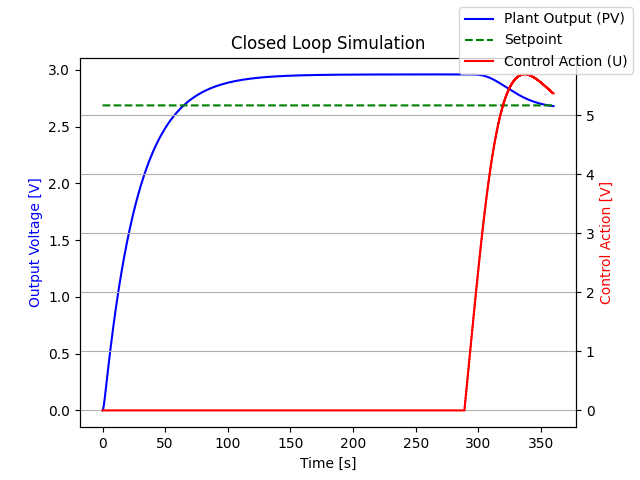 Closed Loop Simulation
Plant Output (PV)
Setpoint
Control Action (U)
Output Voltage [V]
3.0
2.5
2.0
1.5
1.0
0.5
0.0
5
4
3
2
1
0
Control Action [V]
0 50 100 150 200 250 300 350
Time [s]